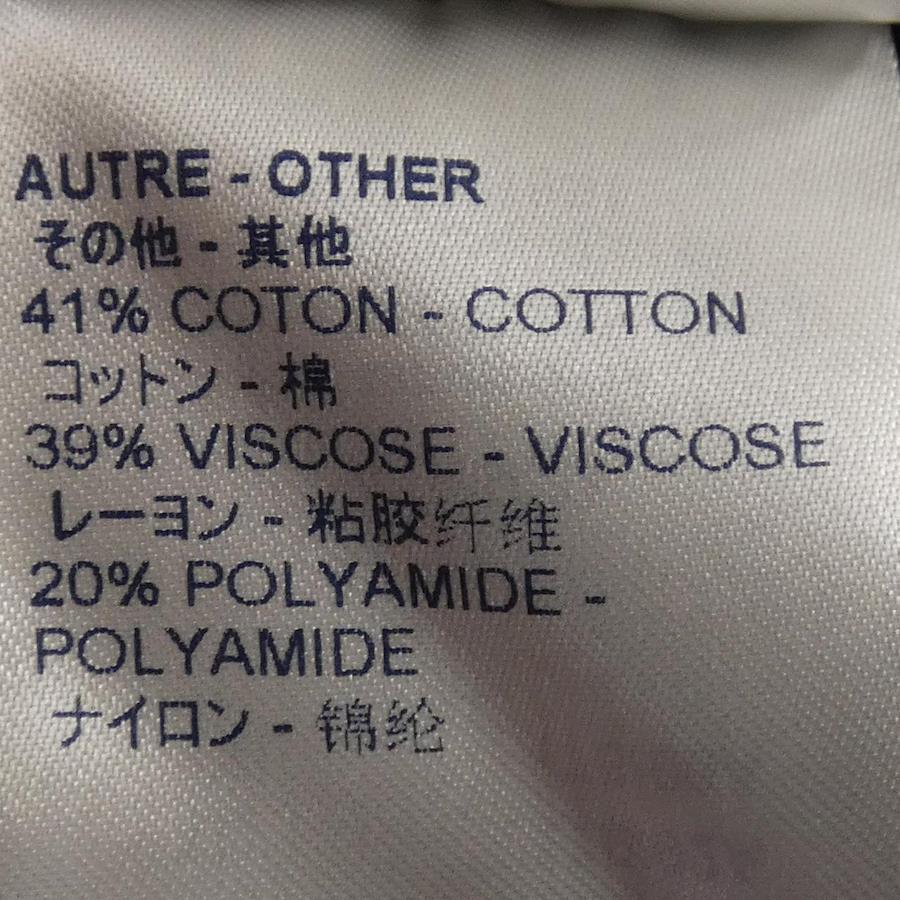 AUTRE - OTHER
その他 - 其他
41% COTON - COTTON
コットン - 棉
39% VISCOSE - VISCOSE
レーヨン - 粘胶纤维
20% POLYAMIDE -
POLYAMIDE
ナイロン - 锦纶